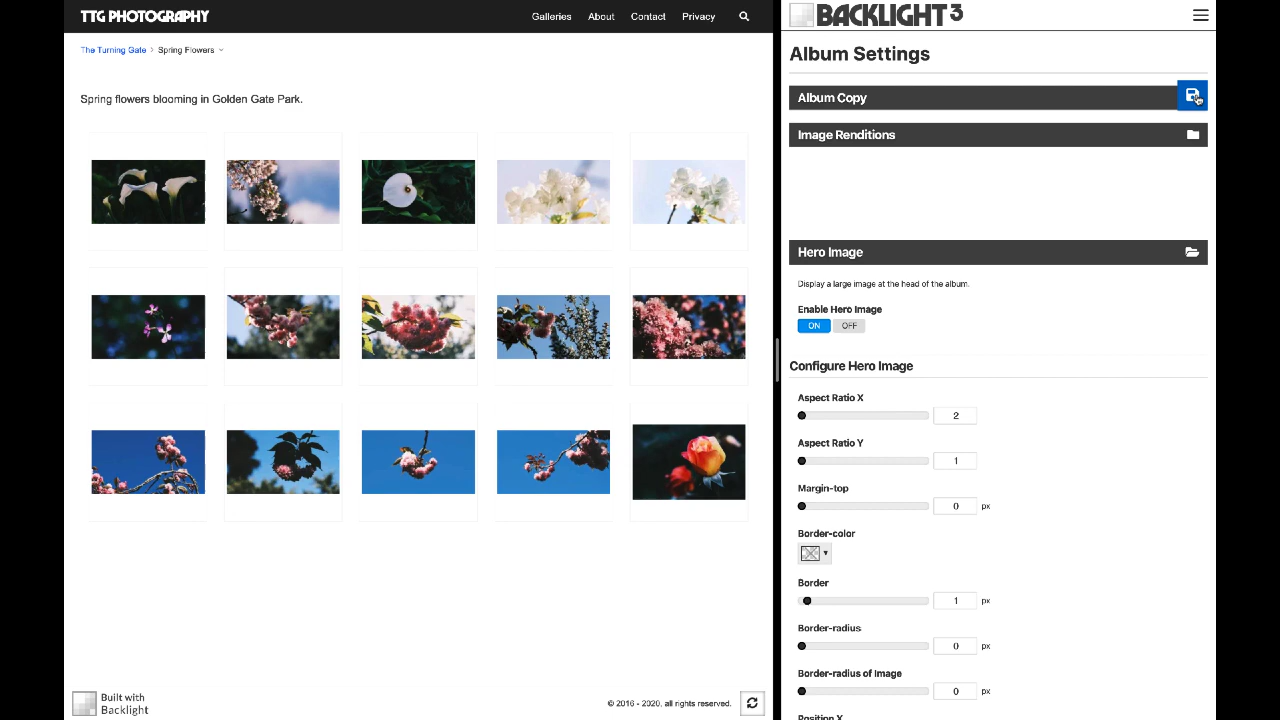 TTG PHOTOGRAPHY
Galleries About Contact Privacy
The Turning Gate > Spring Flowers
Spring flowers blooming in Golden Gate Park.
Built with
Backlight
© 2016 - 2020, all rights reserved.
BACKLIGHT 3
Album Settings
Album Copy
Image Renditions
Hero Image
Display a large image at the head of the album.
Enable Hero Image
ON OFF
Configure Hero Image
Aspect Ratio X
2
Aspect Ratio Y
1
Margin-top
0 px
Border-color
Border
1 px
Border-radius
0 px
Border-radius of Image
0 px
Position X